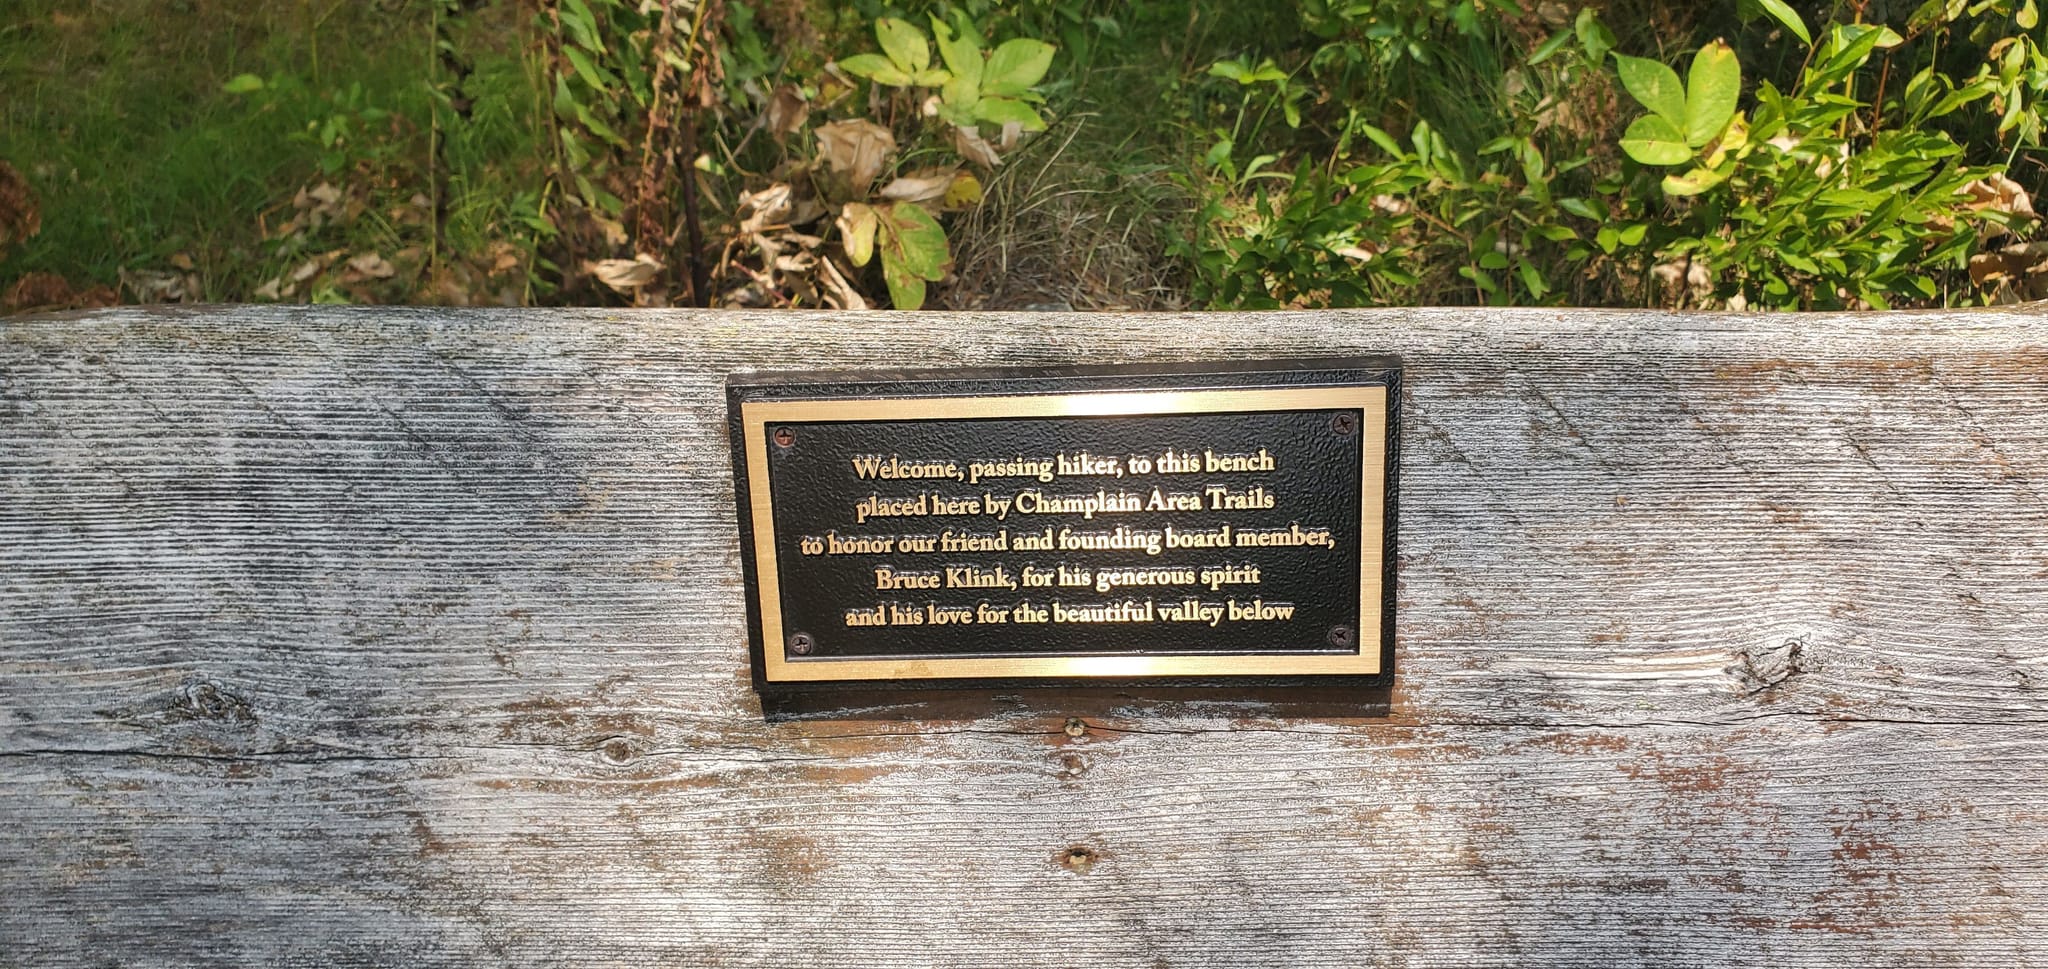 Welcome, passing hiker, to this bench
placed here by Champlain Area Trails
to honor our friend and founding board member,
Bruce Klink, for his generous spirit
and his love for the beautiful valley below